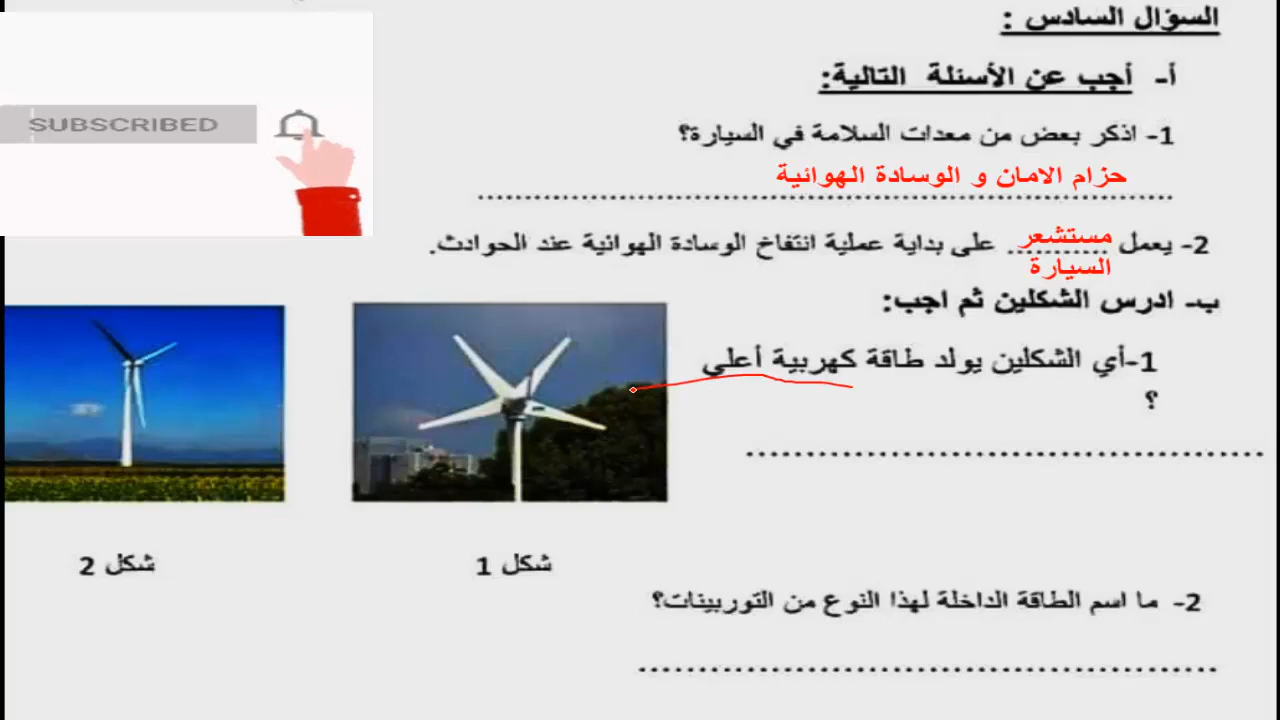 السؤال السادس :
أ- أجب عن الأسئلة التالية:
1- اذكر بعض من معدات السلامة في السيارة؟
حزام الامان و الوسادة الهوائية
2- يعمل مستشعر السيارة على بداية عملية انتفاخ الوسادة الهوائية عند الحوادث.
ب- ادرس الشكلين ثم اجب:
1-أي الشكلين يولد طاقة كهربية أعلي
؟
شكل 1
شكل 2
2- ما اسم الطاقة الداخلة لهذا النوع من التوربينات؟
SUBSCRIBED